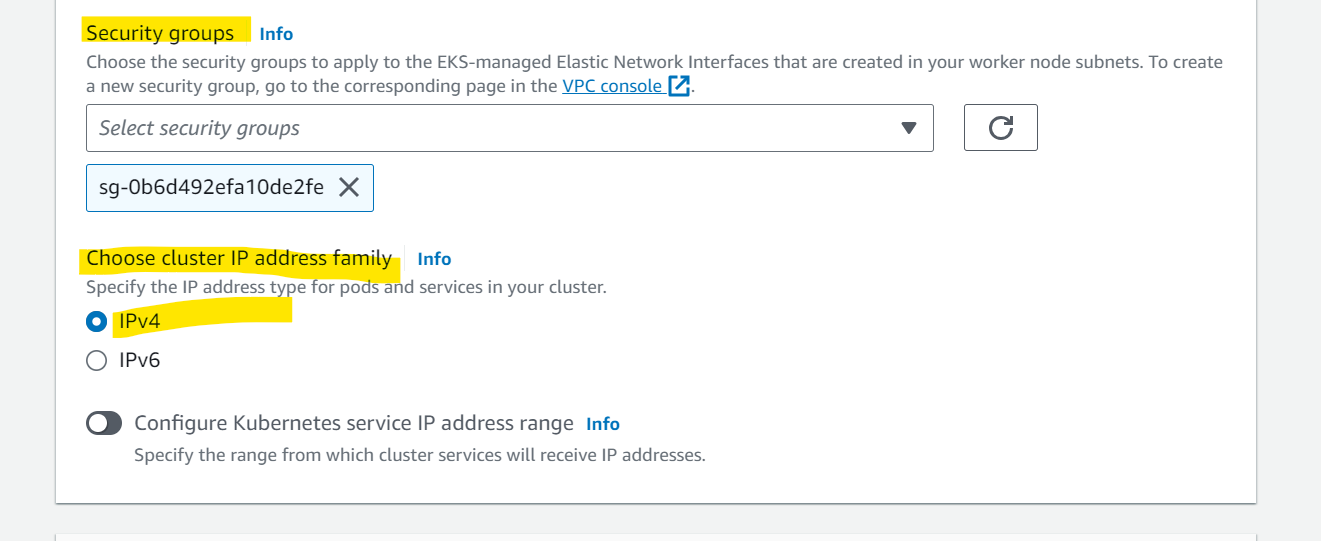 Security groups Info
Choose the security groups to apply to the EKS-managed Elastic Network Interfaces that are created in your worker node subnets. To create
a new security group, go to the corresponding page in the VPC console.
Select security groups
sg-0b6d492efa10de2fe
Choose cluster IP address family Info
Specify the IP address type for pods and services in your cluster.
IPv4
IPv6
Configure Kubernetes service IP address range Info
Specify the range from which cluster services will receive IP addresses.